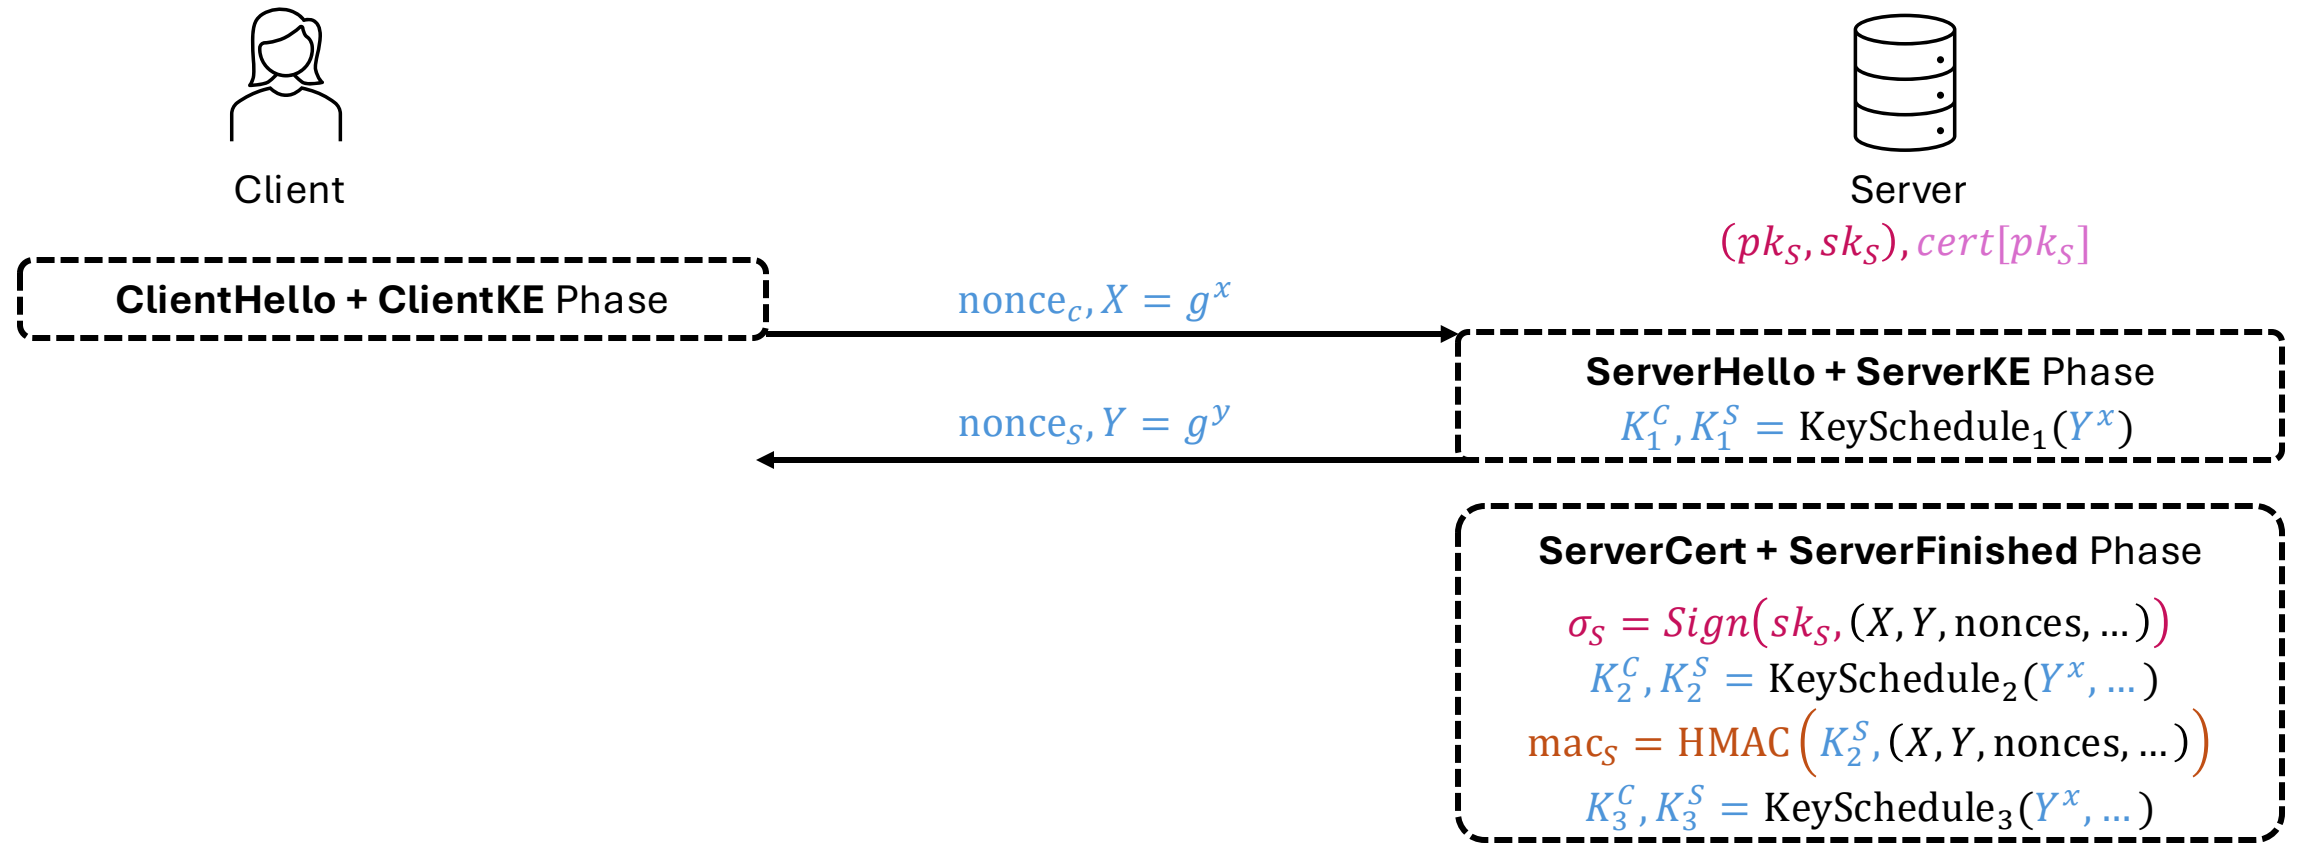 Client
Server
(pk_S, sk_S), cert[pk_S]
ClientHello + ClientKE Phase
nonce_c, X = g^x
ServerHello + ServerKE Phase
K_1^C, K_1^S = KeySchedule_1(Y^x)
nonce_S, Y = g^y
ServerCert + ServerFinished Phase
σ_S = Sign(sk_S, (X, Y, nonces, … ))
K_2^C, K_2^S = KeySchedule_2(Y^x, … )
mac_S = HMAC(K_2^S, (X, Y, nonces, … ))
K_3^C, K_3^S = KeySchedule_3(Y^x, … )